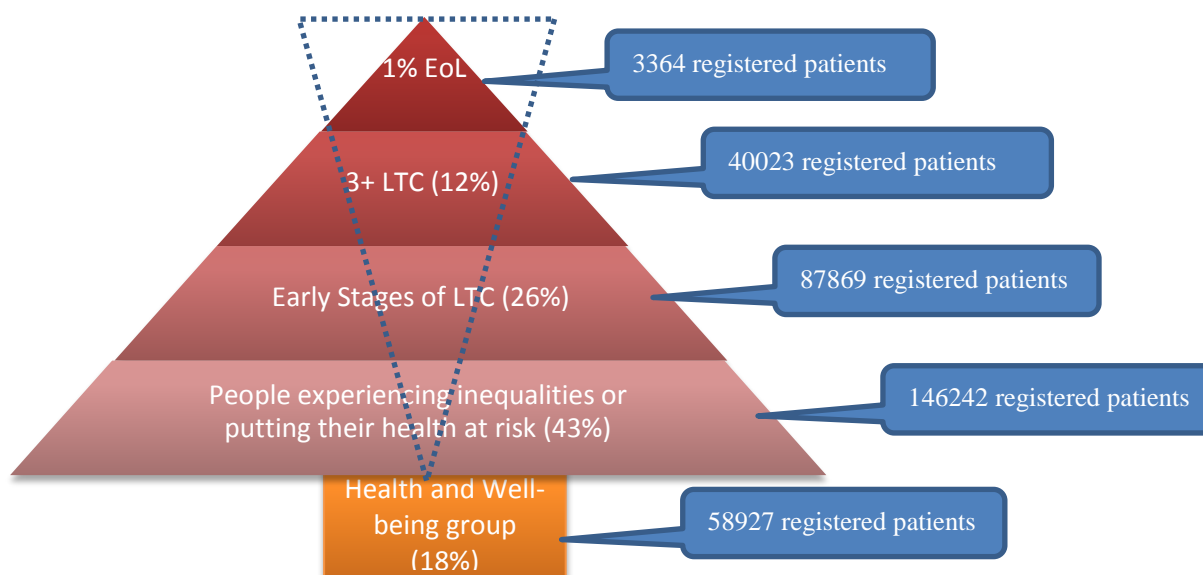 1% EoL
3364 registered patients
3+ LTC (12%)
40023 registered patients
Early Stages of LTC (26%)
87869 registered patients
People experiencing inequalities or
putting their health at risk (43%)
146242 registered patients
Health and Well-
being group
(18%)
58927 registered patients